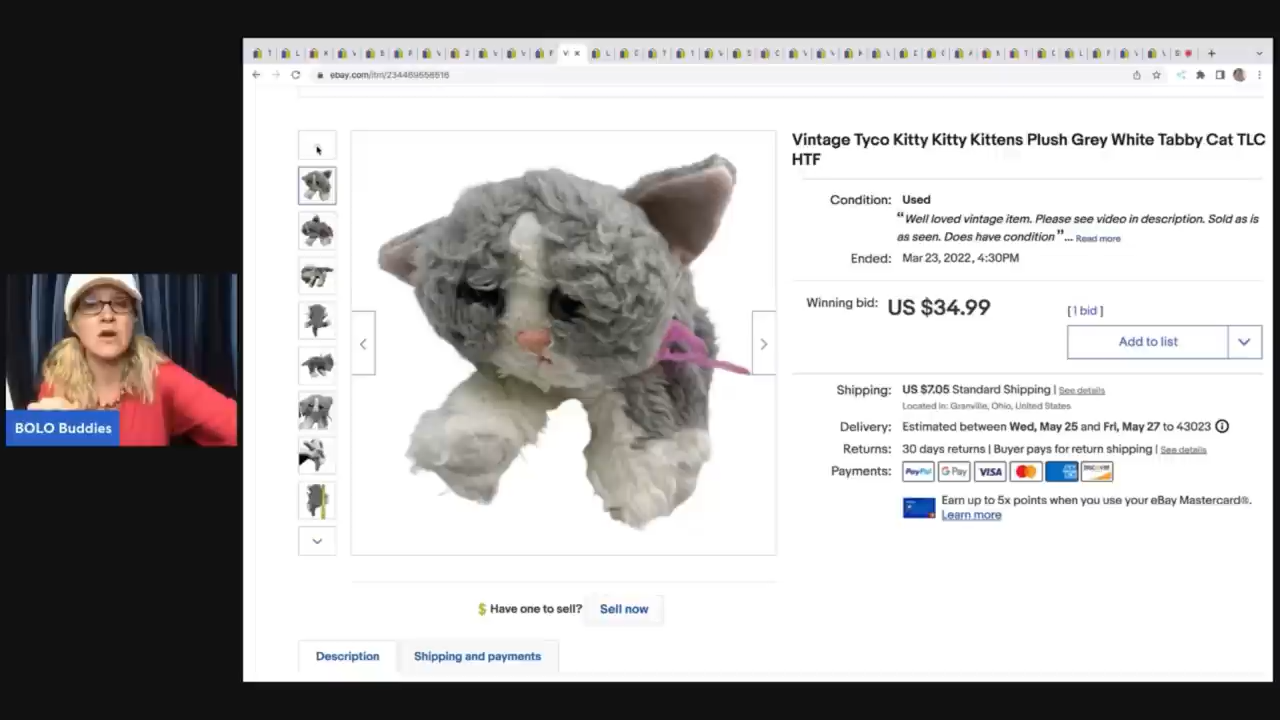 ebay.com/itm/234469556516
Vintage Tyco Kitty Kitty Kittens Plush Grey White Tabby Cat TLC
HTF
Condition: Used
“Well loved vintage item. Please see video in description. Sold as is
as seen. Does have condition”... Read more
Ended: Mar 23, 2022, 4:30PM
Winning bid: US $34.99 [ 1 bid ]
Add to list
Shipping: US $7.05 Standard Shipping | See details
Located in: Granville, Ohio, United States
Delivery: Estimated between Wed, May 25 and Fri, May 27 to 43023
Returns: 30 days returns | Buyer pays for return shipping | See details
Payments: PayPal G Pay VISA DISCOVER
Earn up to 5x points when you use your eBay Mastercard®.
Learn more
BOLO Buddies
$ Have one to sell? Sell now
Description Shipping and payments